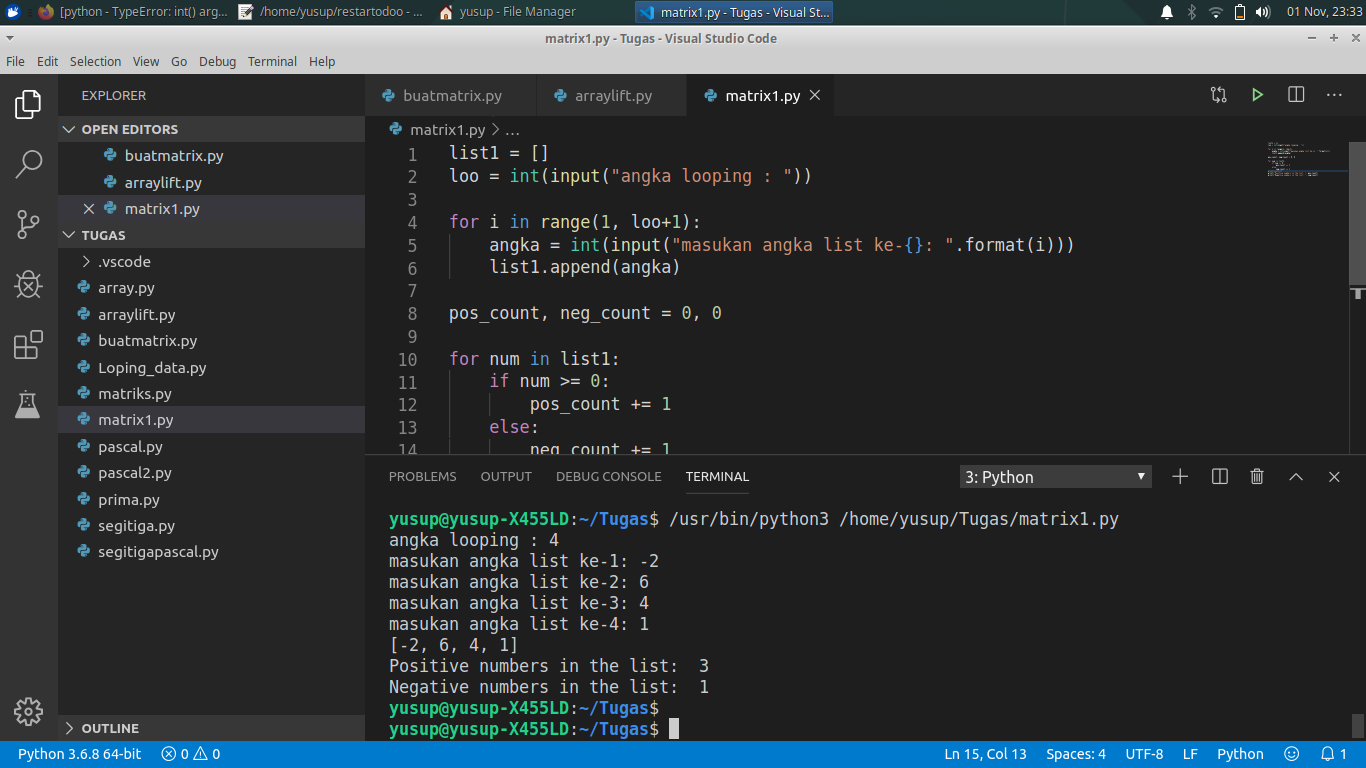 [python - TypeError: int() arg... /home/yusup/restartodoo - ... yusup - File Manager matrix1.py - Tugas - Visual St... 01 Nov, 23:33
matrix1.py - Tugas - Visual Studio Code
File Edit Selection View Go Debug Terminal Help
EXPLORER
OPEN EDITORS
buatmatrix.py
arraylift.py
matrix1.py
TUGAS
.vscode
array.py
arraylift.py
buatmatrix.py
Loping_data.py
matriks.py
matrix1.py
pascal.py
pascal2.py
prima.py
segitiga.py
segitigapascal.py
OUTLINE
buatmatrix.py arraylift.py matrix1.py
matrix1.py > ...
1 list1 = []
2 loo = int(input("angka looping : "))
3
4 for i in range(1, loo+1):
5 angka = int(input("masukan angka list ke-{}: ".format(i)))
6 list1.append(angka)
7
8 pos_count, neg_count = 0, 0
9
10 for num in list1:
11 if num >= 0:
12 pos_count += 1
13 else:
14 neg_count += 1
PROBLEMS OUTPUT DEBUG CONSOLE TERMINAL 3: Python
yusup@yusup-X455LD:~/Tugas$ /usr/bin/python3 /home/yusup/Tugas/matrix1.py
angka looping : 4
masukan angka list ke-1: -2
masukan angka list ke-2: 6
masukan angka list ke-3: 4
masukan angka list ke-4: 1
[-2, 6, 4, 1]
Positive numbers in the list:  3
Negative numbers in the list:  1
yusup@yusup-X455LD:~/Tugas$
yusup@yusup-X455LD:~/Tugas$
Python 3.6.8 64-bit 0 0 Ln 15, Col 13 Spaces: 4 UTF-8 LF Python 1